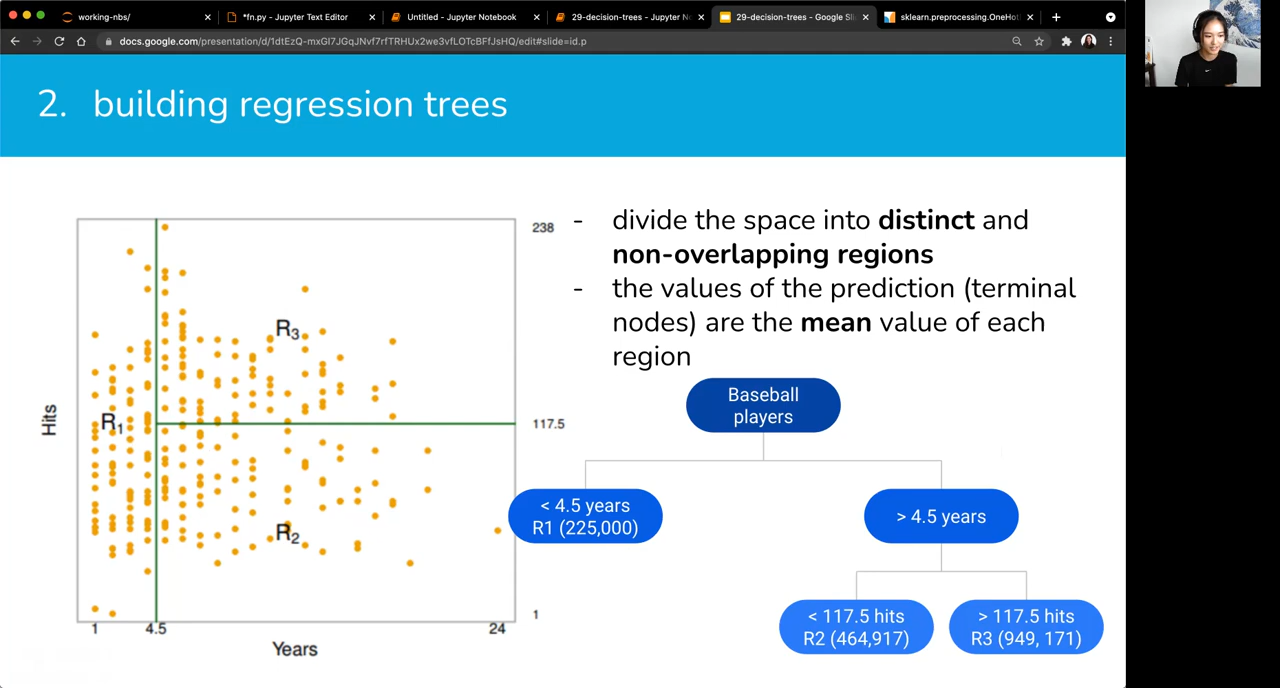 working-nbs/
*fn.py - Jupyter Text Editor
Untitled - Jupyter Notebook
29-decision-trees - Jupyter N
29-decision-trees - Google Sli
sklearn.preprocessing.OneHot
docs.google.com/presentation/d/1dtEzQ-mxGI7JGqJNvf7rfTRHUx2we3vfLOTcBFfJsHQ/edit#slide=id.p
2. building regression trees
- divide the space into distinct and
non-overlapping regions
- the values of the prediction (terminal
nodes) are the mean value of each
region
238
R3
Hits
R1
117.5
R2
1
1
4.5
24
Years
Baseball
players
< 4.5 years
R1 (225,000)
> 4.5 years
< 117.5 hits
R2 (464,917)
> 117.5 hits
R3 (949, 171)